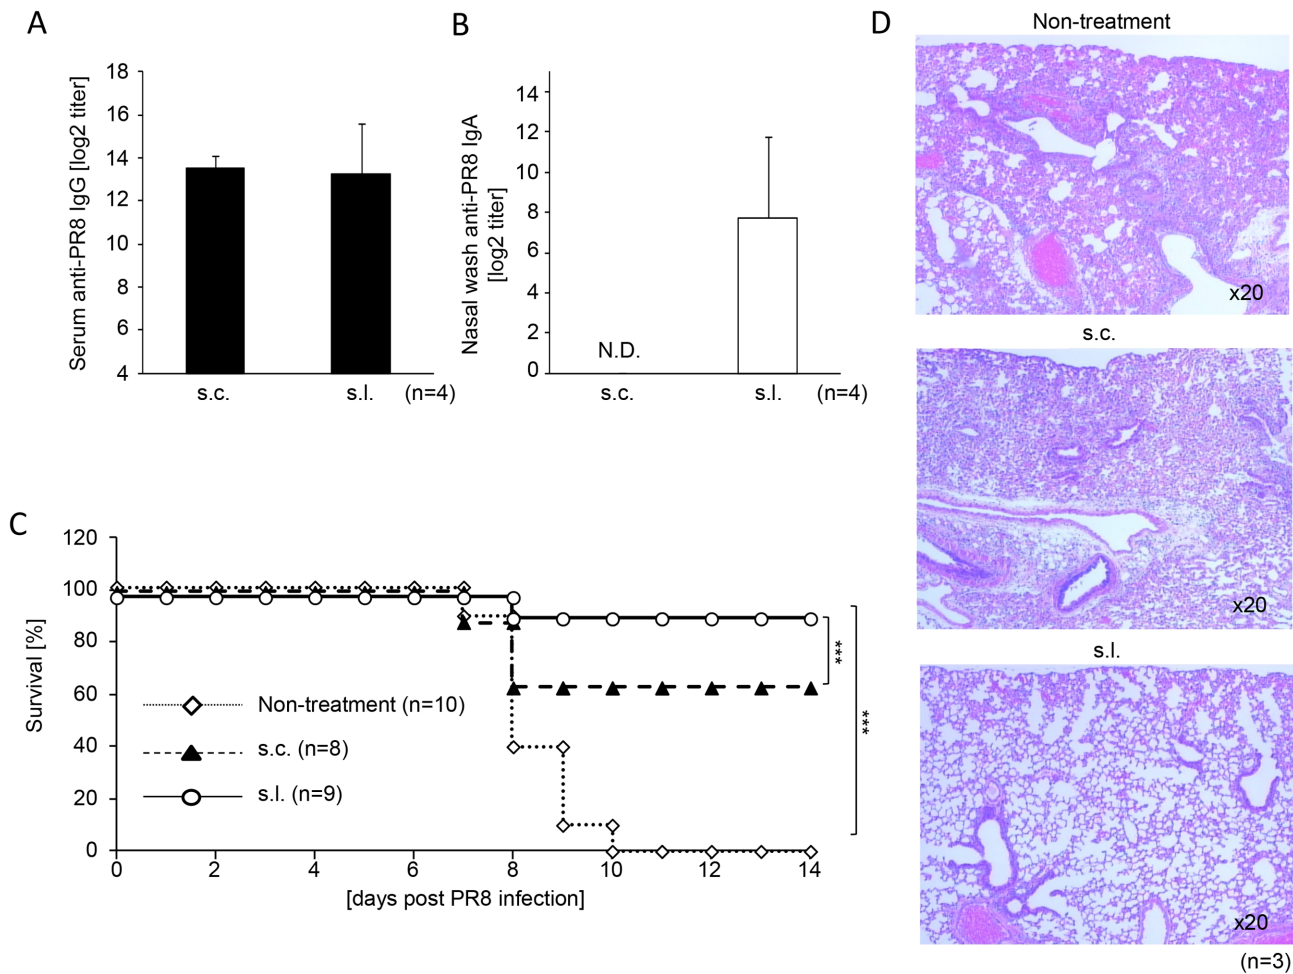 A
Serum anti-PR8 IgG [log2 titer]
18
16
14
12
10
8
6
4
s.c.
s.l.
(n=4)
B
Nasal wash anti-PR8 IgA
[log2 titer]
14
12
10
8
6
4
2
0
N.D.
s.c.
s.l.
(n=4)
C
Survival [%]
120
100
80
60
40
20
0
Non-treatment (n=10)
s.c. (n=8)
s.l. (n=9)
***
***
0 2 4 6 8 10 12 14
[days post PR8 infection]
D
Non-treatment
x20
s.c.
x20
s.l.
x20
(n=3)